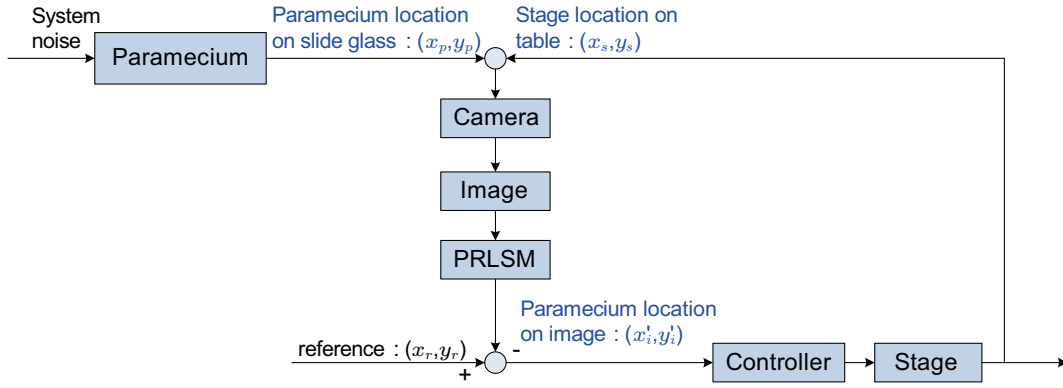 System
noise
Paramecium
Paramecium location
on slide glass : (x_p,y_p)
Stage location on
table : (x_s,y_s)
Camera
Image
PRLSM
Paramecium location
on image : (x'_i,y'_i)
reference : (x_r,y_r)
+
-
Controller
Stage